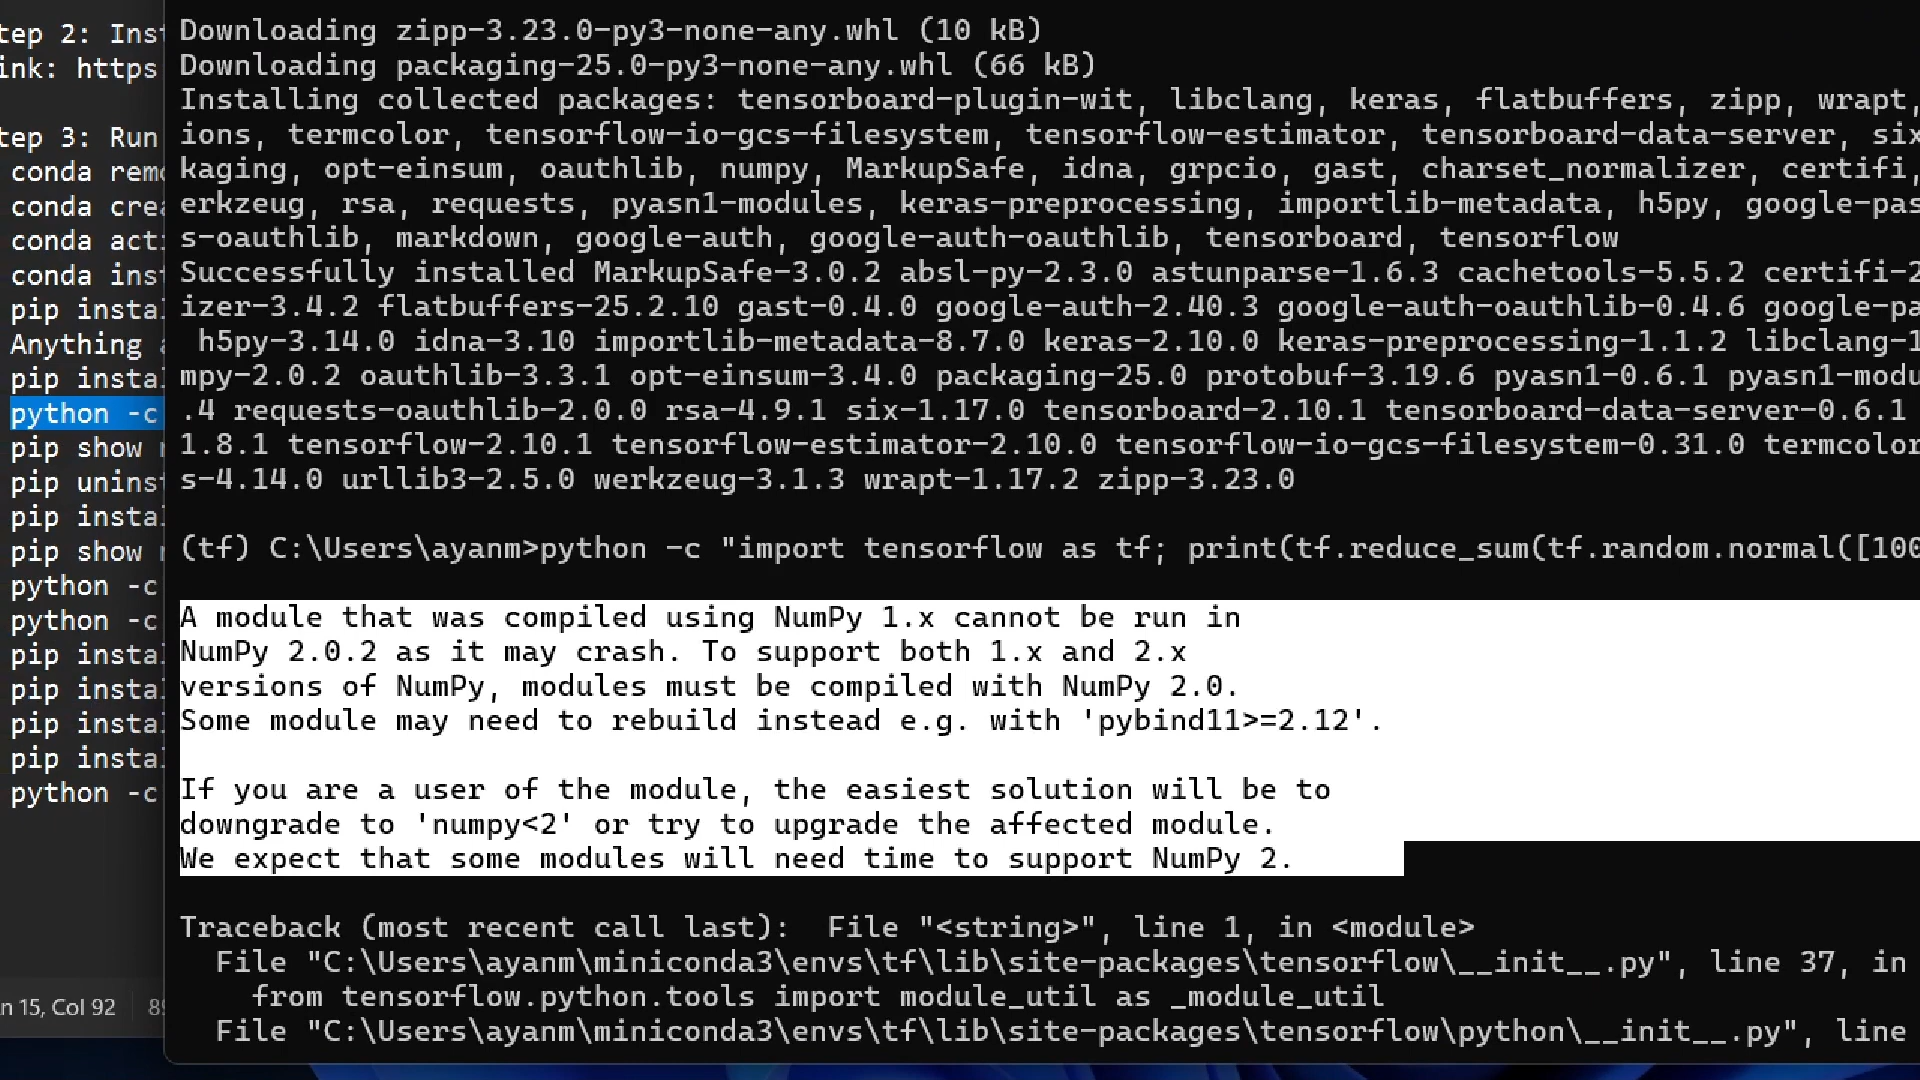 tep 2: Inst
ink: https
tep 3: Run
conda remo
conda crea
conda acti
conda inst
pip instal
Anything a
pip instal
python -c
pip show n
pip uninst
pip instal
pip show n
python -c
python -c
pip instal
pip instal
pip instal
pip instal
python -c
n 15, Col 92
Downloading zipp-3.23.0-py3-none-any.whl (10 kB)
Downloading packaging-25.0-py3-none-any.whl (66 kB)
Installing collected packages: tensorboard-plugin-wit, libclang, keras, flatbuffers, zipp, wrapt,
ions, termcolor, tensorflow-io-gcs-filesystem, tensorflow-estimator, tensorboard-data-server, six
kaging, opt-einsum, oauthlib, numpy, MarkupSafe, idna, grpcio, gast, charset_normalizer, certifi,
erkzeug, rsa, requests, pyasn1-modules, keras-preprocessing, importlib-metadata, h5py, google-pas
s-oauthlib, markdown, google-auth, google-auth-oauthlib, tensorboard, tensorflow
Successfully installed MarkupSafe-3.0.2 absl-py-2.3.0 astunparse-1.6.3 cachetools-5.5.2 certifi-2
izer-3.4.2 flatbuffers-25.2.10 gast-0.4.0 google-auth-2.40.3 google-auth-oauthlib-0.4.6 google-pa
h5py-3.14.0 idna-3.10 importlib-metadata-8.7.0 keras-2.10.0 keras-preprocessing-1.1.2 libclang-1
mpy-2.0.2 oauthlib-3.3.1 opt-einsum-3.4.0 packaging-25.0 protobuf-3.19.6 pyasn1-0.6.1 pyasn1-modu
.4 requests-oauthlib-2.0.0 rsa-4.9.1 six-1.17.0 tensorboard-2.10.1 tensorboard-data-server-0.6.1
1.8.1 tensorflow-2.10.1 tensorflow-estimator-2.10.0 tensorflow-io-gcs-filesystem-0.31.0 termcolor
s-4.14.0 urllib3-2.5.0 werkzeug-3.1.3 wrapt-1.17.2 zipp-3.23.0
(tf) C:\Users\ayanm>python -c "import tensorflow as tf; print(tf.reduce_sum(tf.random.normal([100
A module that was compiled using NumPy 1.x cannot be run in
NumPy 2.0.2 as it may crash. To support both 1.x and 2.x
versions of NumPy, modules must be compiled with NumPy 2.0.
Some module may need to rebuild instead e.g. with 'pybind11>=2.12'.
If you are a user of the module, the easiest solution will be to
downgrade to 'numpy<2' or try to upgrade the affected module.
We expect that some modules will need time to support NumPy 2.
Traceback (most recent call last):  File "<string>", line 1, in <module>
File "C:\Users\ayanm\miniconda3\envs\tf\lib\site-packages\tensorflow\__init__.py", line 37, in
from tensorflow.python.tools import module_util as _module_util
File "C:\Users\ayanm\miniconda3\envs\tf\lib\site-packages\tensorflow\python\__init__.py", line